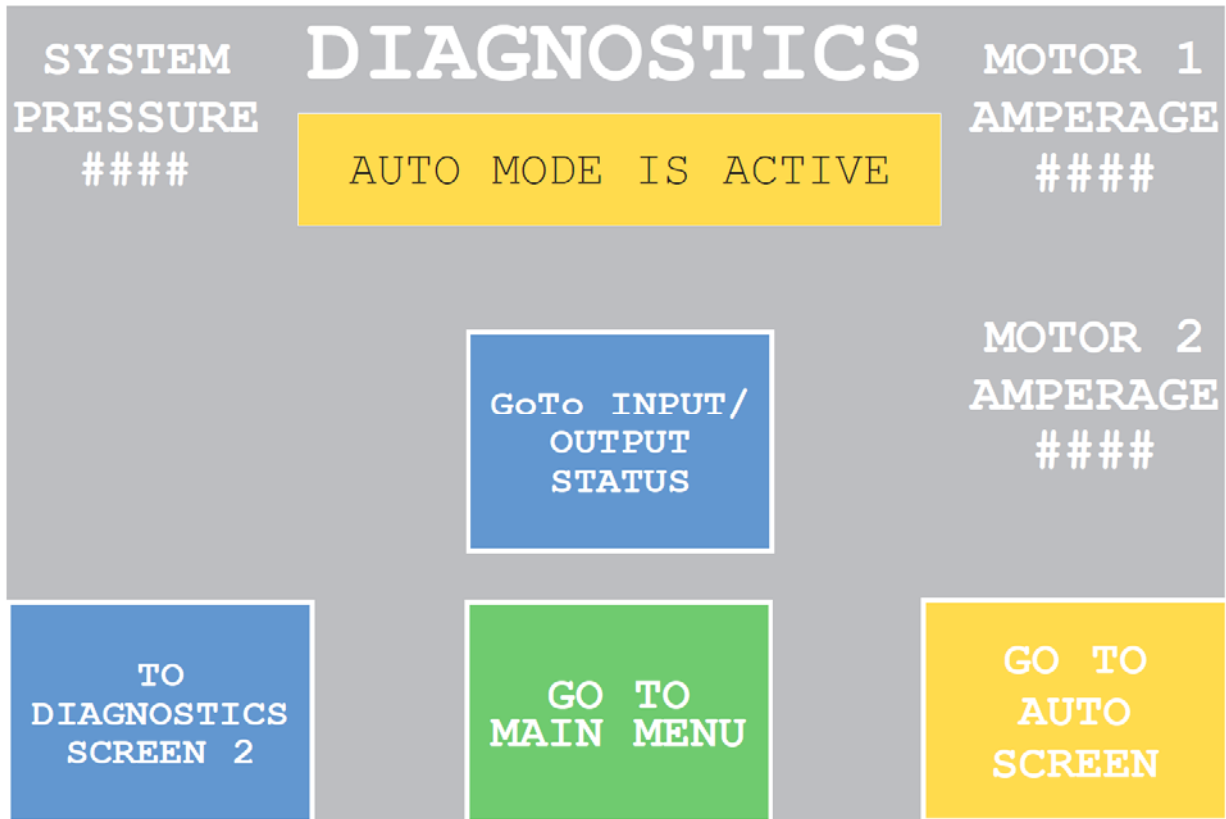 DIAGNOSTICS
SYSTEM
PRESSURE
####
AUTO MODE IS ACTIVE
MOTOR 1
AMPERAGE
####
MOTOR 2
AMPERAGE
####
GoTo INPUT/
OUTPUT
STATUS
TO
DIAGNOSTICS
SCREEN 2
GO TO
MAIN MENU
GO TO
AUTO
SCREEN